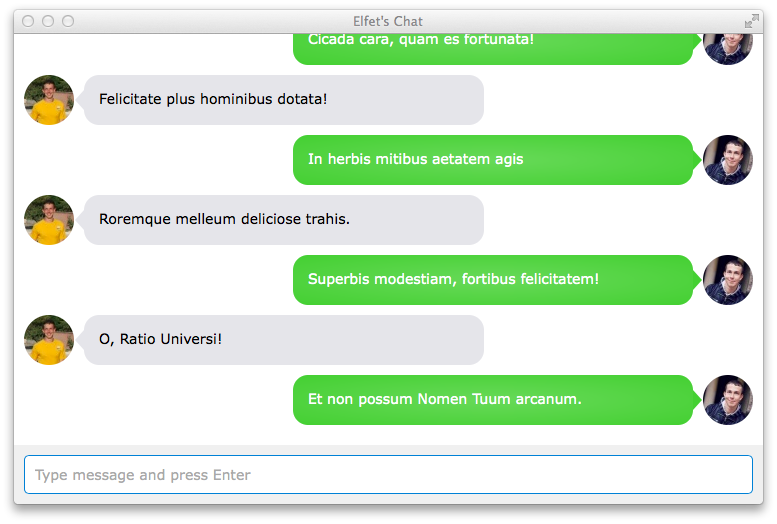 Elfet's Chat
Cicada cara, quam es fortunata!
Felicitate plus hominibus dotata!
In herbis mitibus aetatem agis
Roremque melleum deliciose trahis.
Superbis modestiam, fortibus felicitatem!
O, Ratio Universi!
Et non possum Nomen Tuum arcanum.
Type message and press Enter